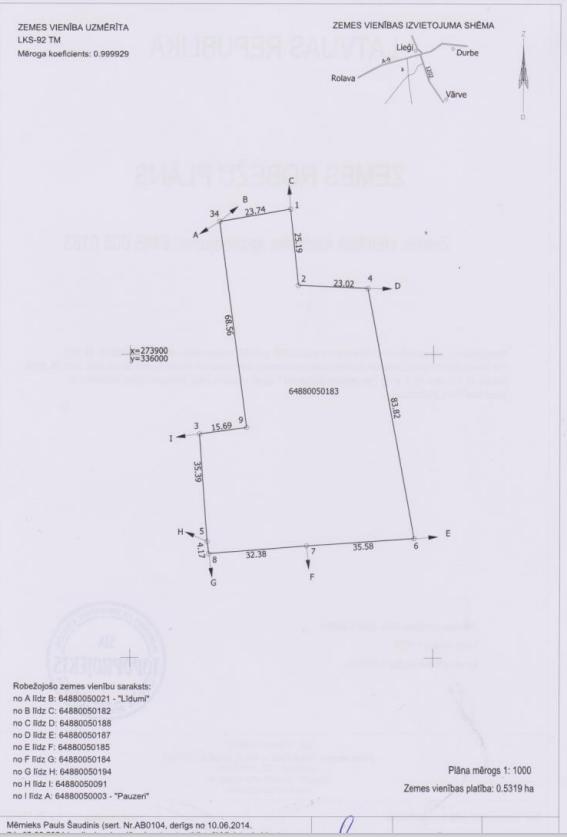 ZEMES VIENĪBA UZMĒRĪTA
LKS-92 TM
Mēroga koeficients: 0.999929
ZEMES VIENĪBAS IZVIETOJUMA SHĒMA
Z
Lieģi
Durbe
A-9
Rolava
1202
Vārve
D
C
B
34
23.74
1
A
25.19
2
23.02
4
D
68.56
x=273900
y=336000
64880050183
83.82
3
15.69
9
I
35.39
H
5
4.17
8
32.38
7
35.58
6
E
G
F
Robežojošo zemes vienību saraksts:
no A līdz B: 64880050021 - "Līdumi"
no B līdz C: 64880050182
no C līdz D: 64880050188
no D līdz E: 64880050187
no E līdz F: 64880050185
no F līdz G: 64880050184
no G līdz H: 64880050194
no H līdz I: 64880050091
no I līdz A: 64880050003 - "Pauzeri"
Plāna mērogs 1: 1000
Zemes vienības platība: 0.5319 ha
Mērnieks Pauls Šaudinis (sert. Nr.AB0104, derīgs no 10.06.2014.